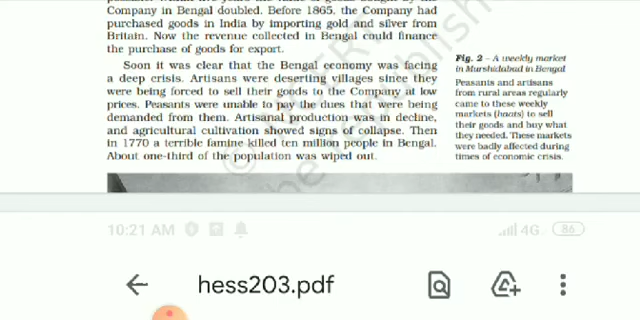 Company in Bengal doubled. Before 1865, the Company had
purchased goods in India by importing gold and silver from
Britain. Now the revenue collected in Bengal could finance
the purchase of goods for export.
Soon it was clear that the Bengal economy was facing
a deep crisis. Artisans were deserting villages since they
were being forced to sell their goods to the Company at low
prices. Peasants were unable to pay the dues that were being
demanded from them. Artisanal production was in decline,
and agricultural cultivation showed signs of collapse. Then
in 1770 a terrible famine killed ten million people in Bengal.
About one-third of the population was wiped out.
Fig. 2 – A weekly market
in Murshidabad in Bengal
Peasants and artisans
from rural areas regularly
came to these weekly
markets (haats) to sell
their goods and buy what
they needed. These markets
were badly affected during
times of economic crisis.
10:21 AM
4G 86
hess203.pdf